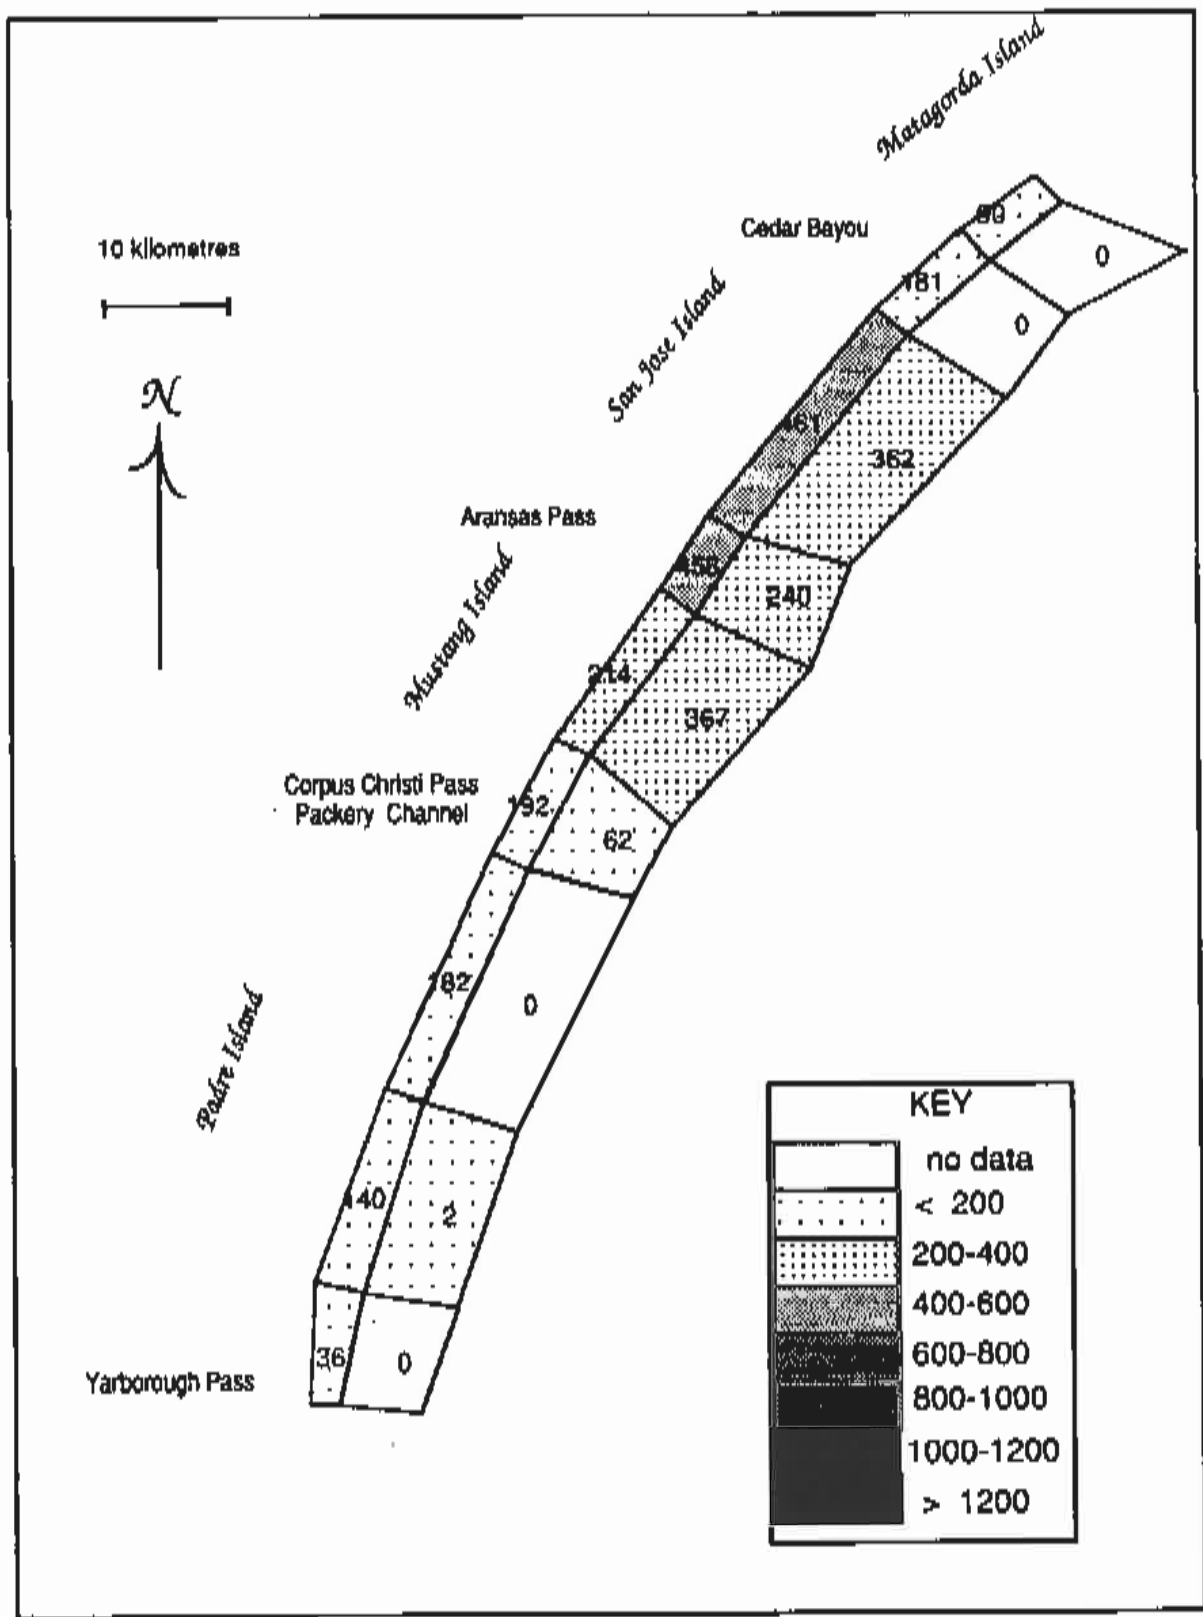 Matagorda Island
Cedar Bayou
10 kilometres
San Jose Island
N
Aransas Pass
Mustang Island
Corpus Christi Pass
Packery Channel
Padre Island
Yarborough Pass
0
181
0
362
240
214
367
192
62
182
0
140
2
36
0
KEY
no data
< 200
200-400
400-600
600-800
800-1000
1000-1200
> 1200